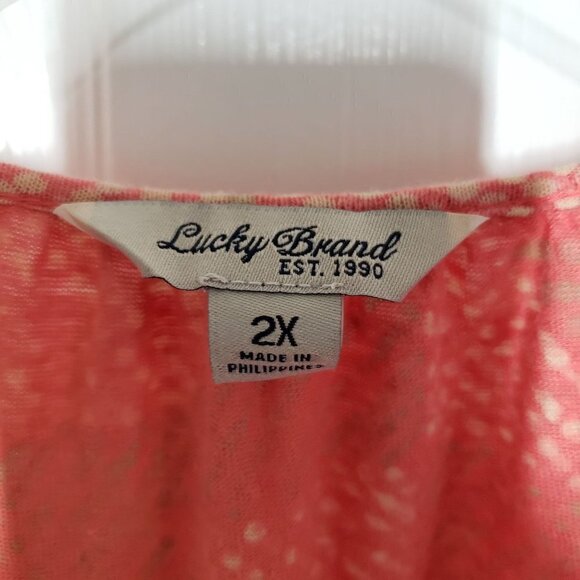 Lucky Brand
EST. 1990
2X
MADE IN
PHILIPPINES